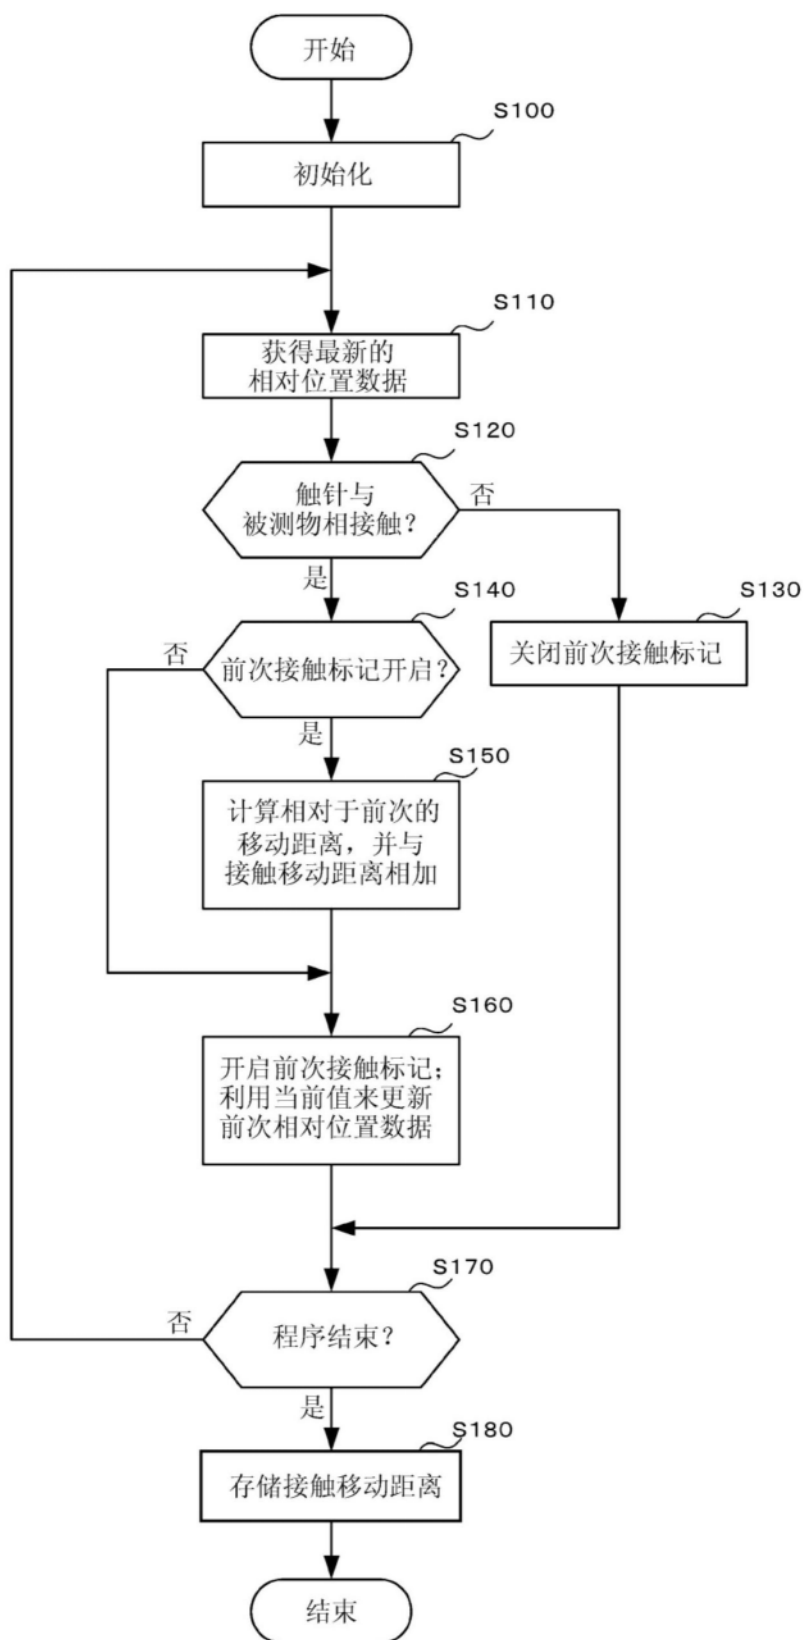 开始
S100
初始化
S110
获得最新的
相对位置数据
S120
触针与
被测物相接触？
否
是
S130
关闭前次接触标记
S140
前次接触标记开启？
否
是
S150
计算相对于前次的
移动距离，并与
接触移动距离相加
S160
开启前次接触标记；
利用当前值来更新
前次相对位置数据
S170
程序结束？
否
是
S180
存储接触移动距离
结束